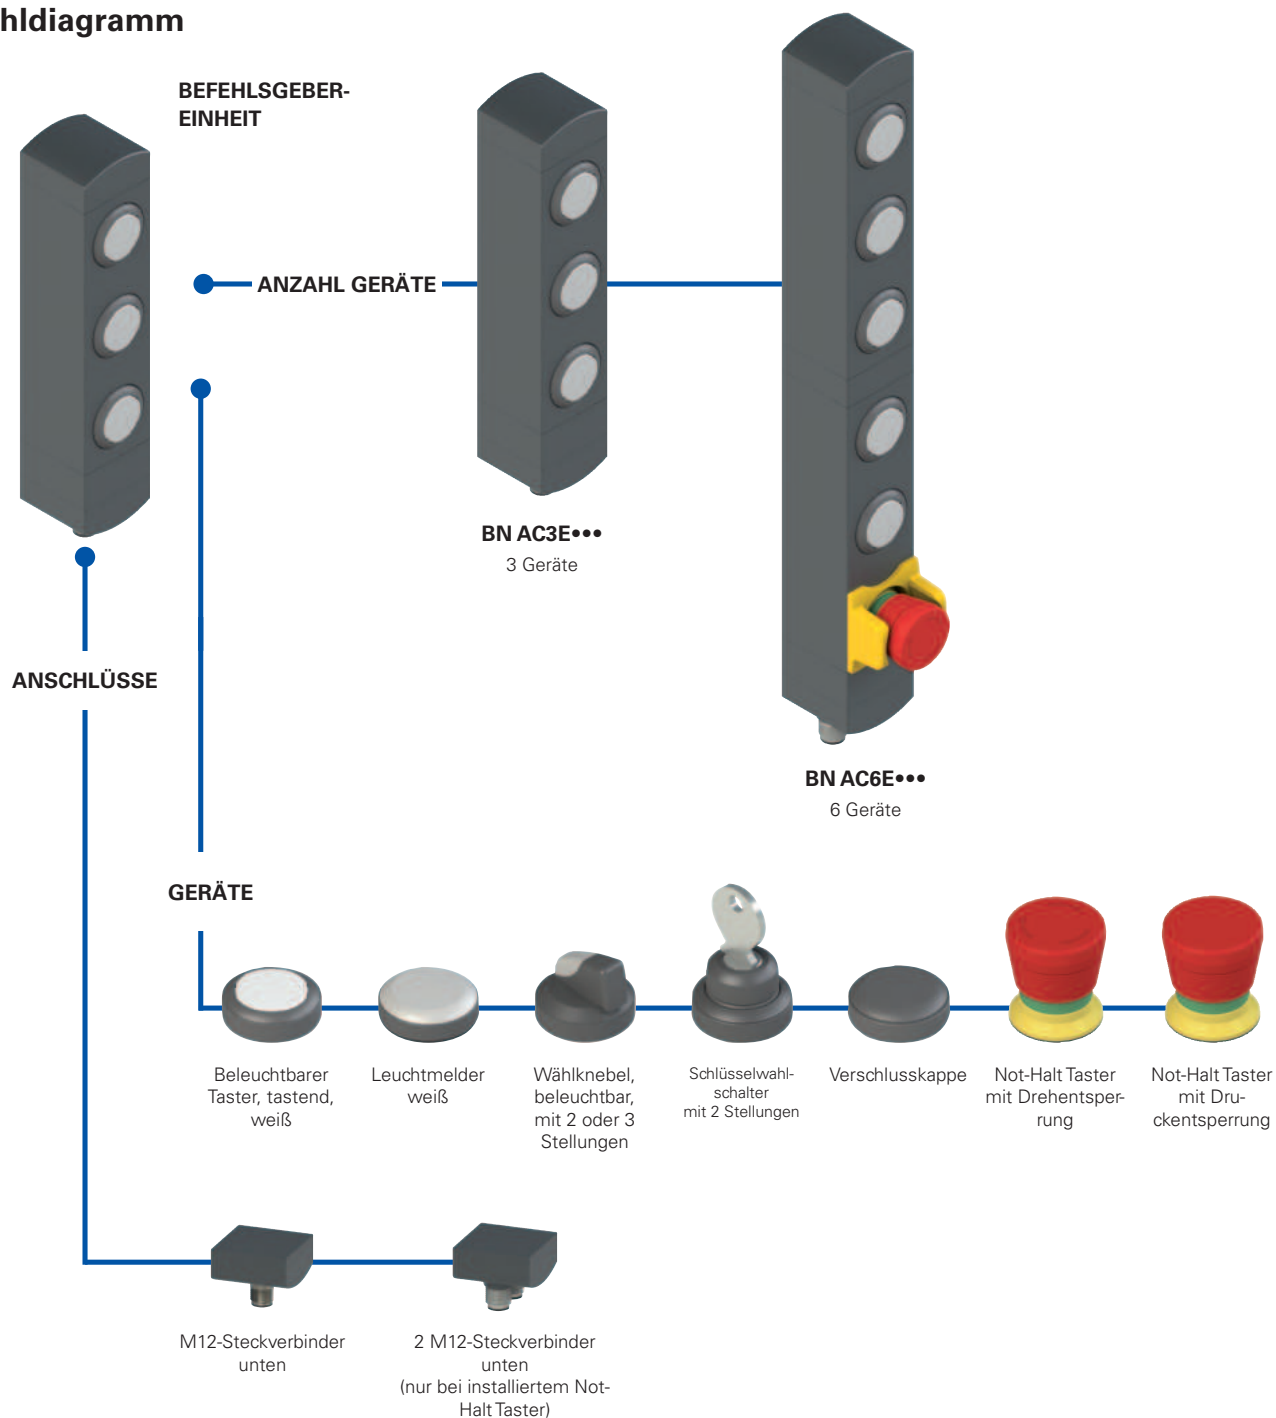 hldiagramm
BEFEHLSGEBER-
EINHEIT
ANZAHL GERÄTE
BN AC3E•••
3 Geräte
ANSCHLÜSSE
BN AC6E•••
6 Geräte
GERÄTE
Beleuchtbarer
Taster, tastend,
weiß
Leuchtmelder
weiß
Wählknebel,
beleuchtbar,
mit 2 oder 3
Stellungen
Schlüsselwahl-
schalter
mit 2 Stellungen
Verschlusskappe
Not-Halt Taster
mit Drehentsper-
rung
Not-Halt Taster
mit Dru-
ckentsperrung
M12-Steckverbinder
unten
2 M12-Steckverbinder
unten
(nur bei installiertem Not-
Halt Taster)